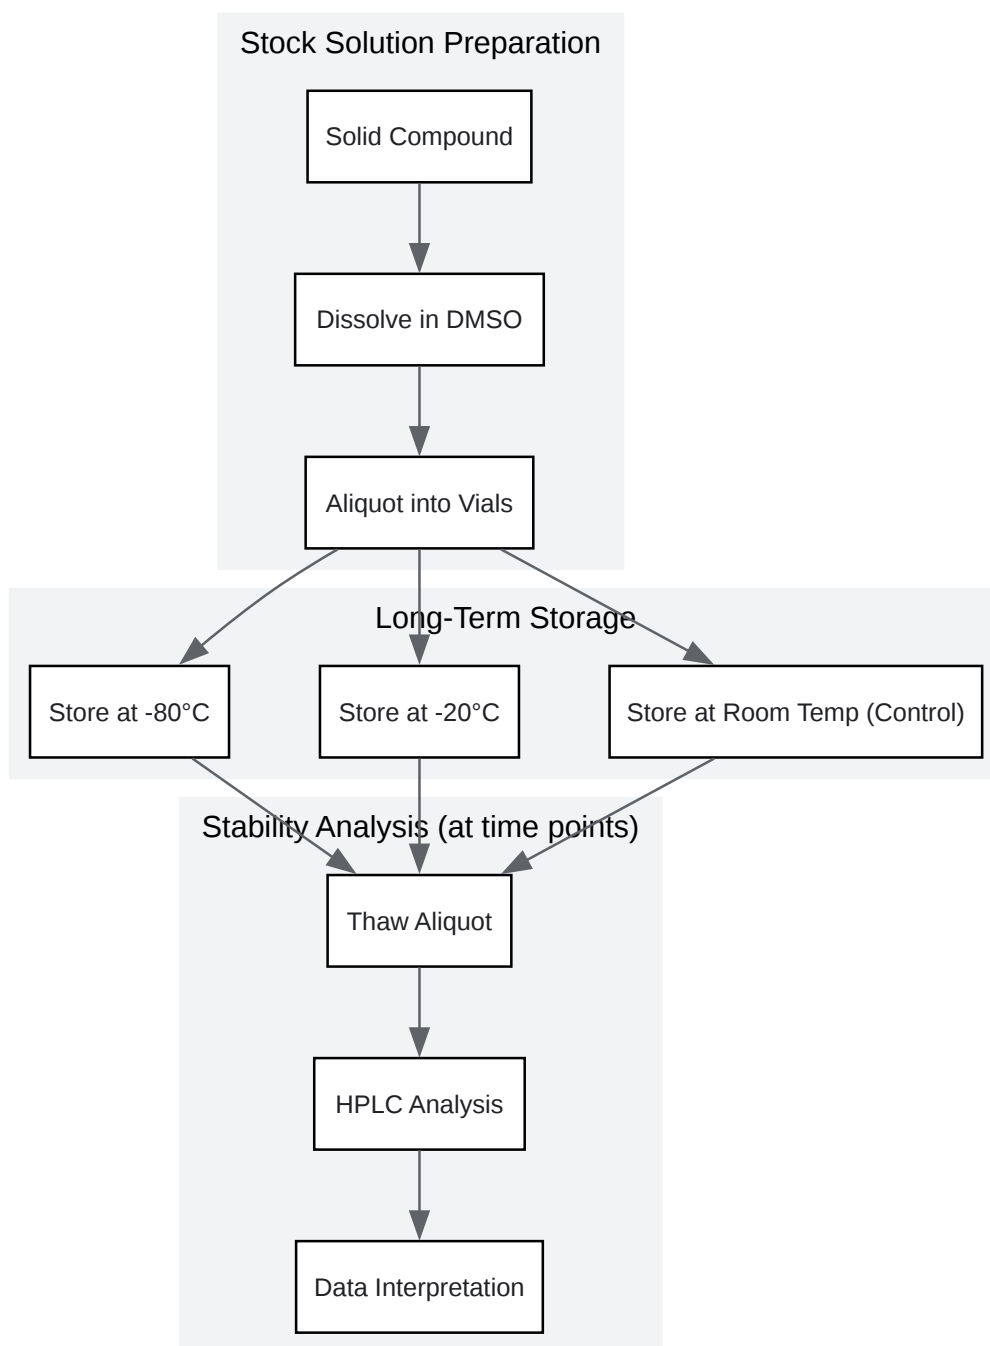 Stock Solution Preparation
Solid Compound
Dissolve in DMSO
Aliquot into Vials
Long-Term Storage
Store at -80°C
Store at -20°C
Store at Room Temp (Control)
Stability Analysis (at time points)
Thaw Aliquot
HPLC Analysis
Data Interpretation